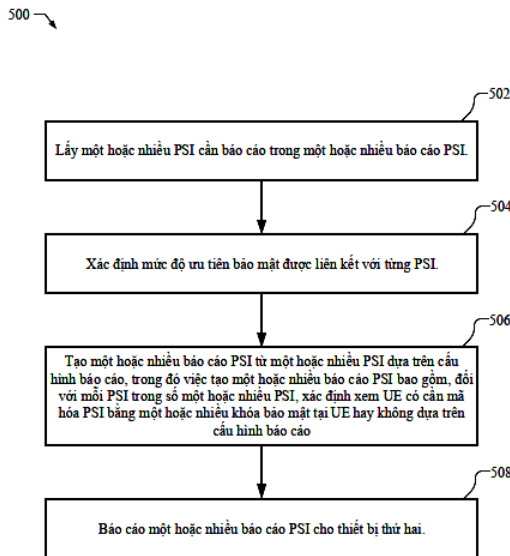 500
502
Lấy một hoặc nhiều PSI cần báo cáo trong một hoặc nhiều báo cáo PSI.
504
Xác định mức độ ưu tiên bảo mật được liên kết với từng PSI.
506
Tạo một hoặc nhiều báo cáo PSI từ một hoặc nhiều PSI dựa trên cấu
hình báo cáo, trong đó việc tạo một hoặc nhiều báo cáo PSI bao gồm, đối
với mỗi PSI trong số một hoặc nhiều PSI, xác định xem UE có cần mã
hóa PSI bằng một hoặc nhiều khóa bảo mật tại UE hay không dựa trên
cấu hình báo cáo
508
Báo cáo một hoặc nhiều báo cáo PSI cho thiết bị thứ hai.